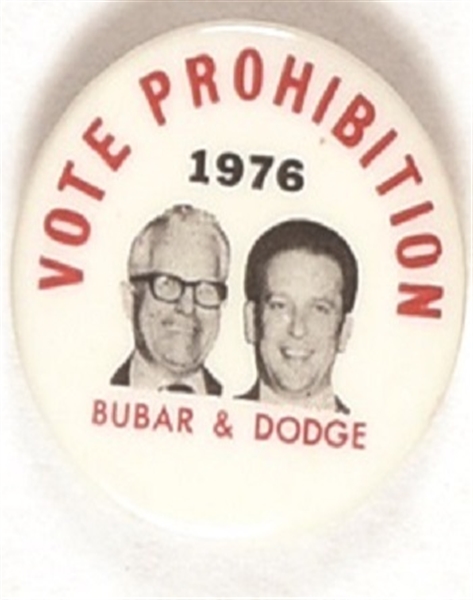 VOTE PROHIBITION
1976
BUBAR & DODGE